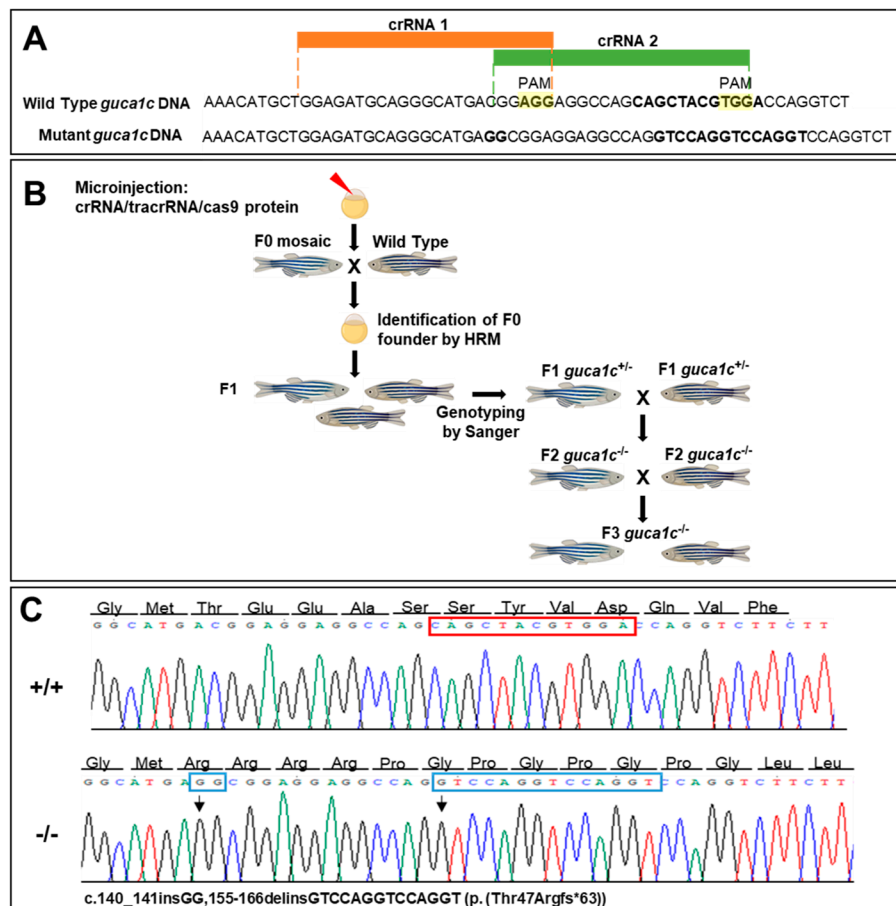 A
crRNA 1
crRNA 2
PAM PAM
Wild Type guca1c DNA AAACATGCTGGAGATGCAGGGCATGACGGAGGAGGCCAGCAGCTACGTGGACCAGGTCT
Mutant guca1c DNA AAACATGCTGGAGATGCAGGGCATGAGGCGGAGGAGGCCAGGTCCAGGTCCAGGTCCAGGTCT
B
Microinjection:
crRNA/tracrRNA/cas9 protein
F0 mosaic X Wild Type
Identification of F0
founder by HRM
F1
Genotyping
by Sanger
F1 guca1c+/- X F1 guca1c+/-
F2 guca1c-/- X F2 guca1c-/-
F3 guca1c-/-
C
Gly Met Thr Glu Glu Ala Ser Ser Tyr Val Asp Gln Val Phe
GGCATGACGGAGGAGGCCAGCAGCTACGTGGACCAGGTCTTCTT
+/+
Gly Met Arg Arg Arg Arg Pro Gly Pro Gly Pro Gly Pro Gly Leu Leu
GGCATGAGGCGGAGGAGGCCAGGTCCAGGTCCAGGTCCAGGTCTTCTT
-/-
c.140_141insGG,155-166delinsGTCCAGGTCCAGGT (p. (Thr47Argfs*63))